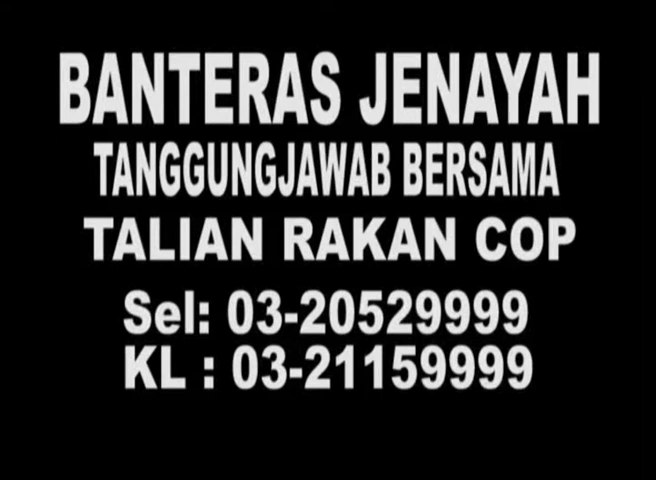 BANTERAS JENAYAH
TANGGUNGJAWAB BERSAMA
TALIAN RAKAN COP
Sel: 03-20529999
KL : 03-21159999